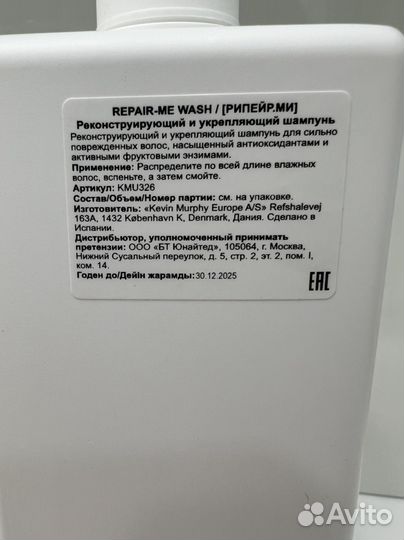 REPAIR-ME WASH / [РИПЕЙР.МИ]
Реконструирующий и укрепляющий шампунь
Реконструирующий и укрепляющий шампунь для сильно
поврежденных волос, насыщенный антиоксидантами и
активными фруктовыми энзимами.
Применение: Распределите по всей длине влажных
волос, вспеньте, а затем смойте.
Артикул: KMU326
Состав/Объем/Номер партии: см. на упаковке.
Изготовитель: «Kevin Murphy Europe A/S» Refshalevej
163A, 1432 København K, Denmark, Дания. Сделано в
Испании.
Дистрибьютор, уполномоченный принимать
претензии: ООО «БТ Юнайтед», 105064, г. Москва,
Нижний Сусальный переулок, д. 5, стр. 2, эт. 2, пом. I,
ком. 14.
Годен до/Дейін жарамды: 30.12.2025
EAC
Avito